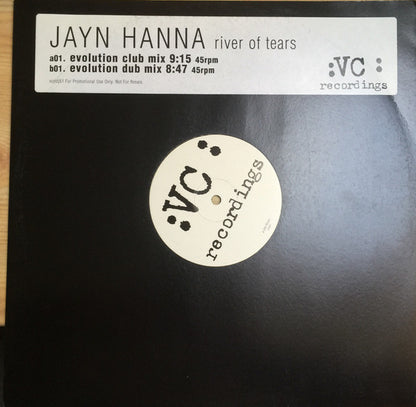 JAYN HANNA river of tears
a01. evolution club mix 9:15 45rpm
b01. evolution dub mix 8:47 45rpm
For Promotional Use Only. Not For Resale.
:VC:
recordings
:VC:
recordings